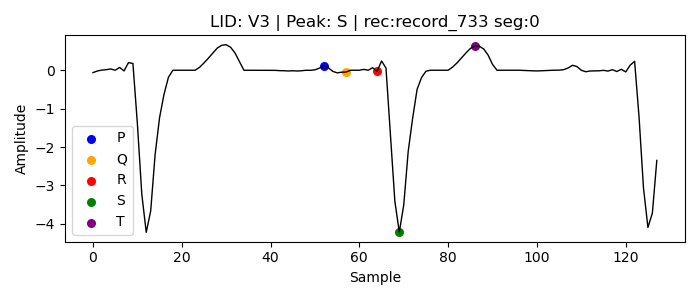 LID: V3 | Peak: S | rec:record_733 seg:0
Amplitude
0
−1
−2
−3
−4
P
Q
R
S
T
0
20
40
60
80
100
120
Sample